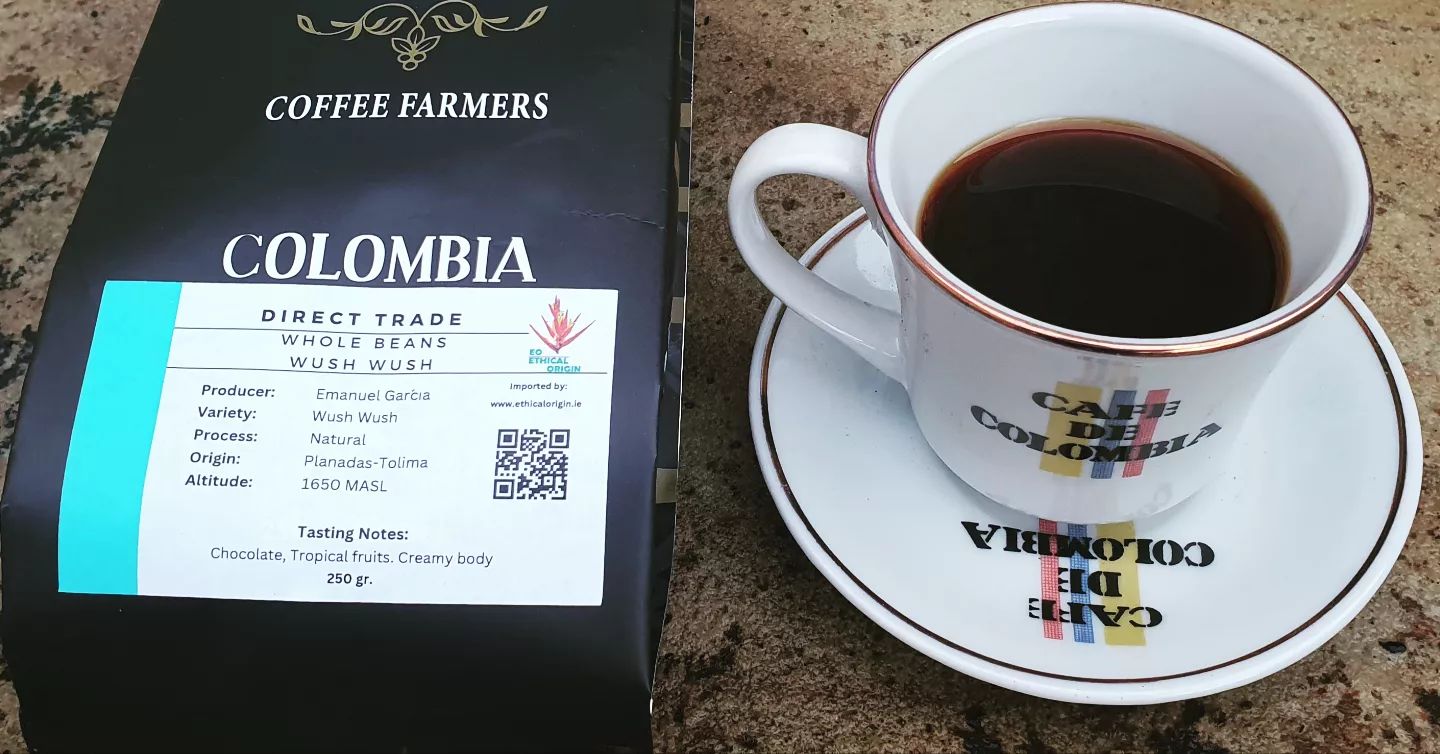 COFFEE FARMERS
COLOMBIA
DIRECT TRADE
WHOLE BEANS
WUSH WUSH
EO
ETHICAL
ORIGIN
Imported by:
www.ethicalorigin.ie
Producer: Emanuel Garcia
Variety: Wush Wush
Process: Natural
Origin: Planadas-Tolima
Altitude: 1650 MASL
Tasting Notes:
Chocolate, Tropical fruits. Creamy body
250 gr.
CAFE
DE
COLOMBIA
CAFE
DE
COLOMBIA